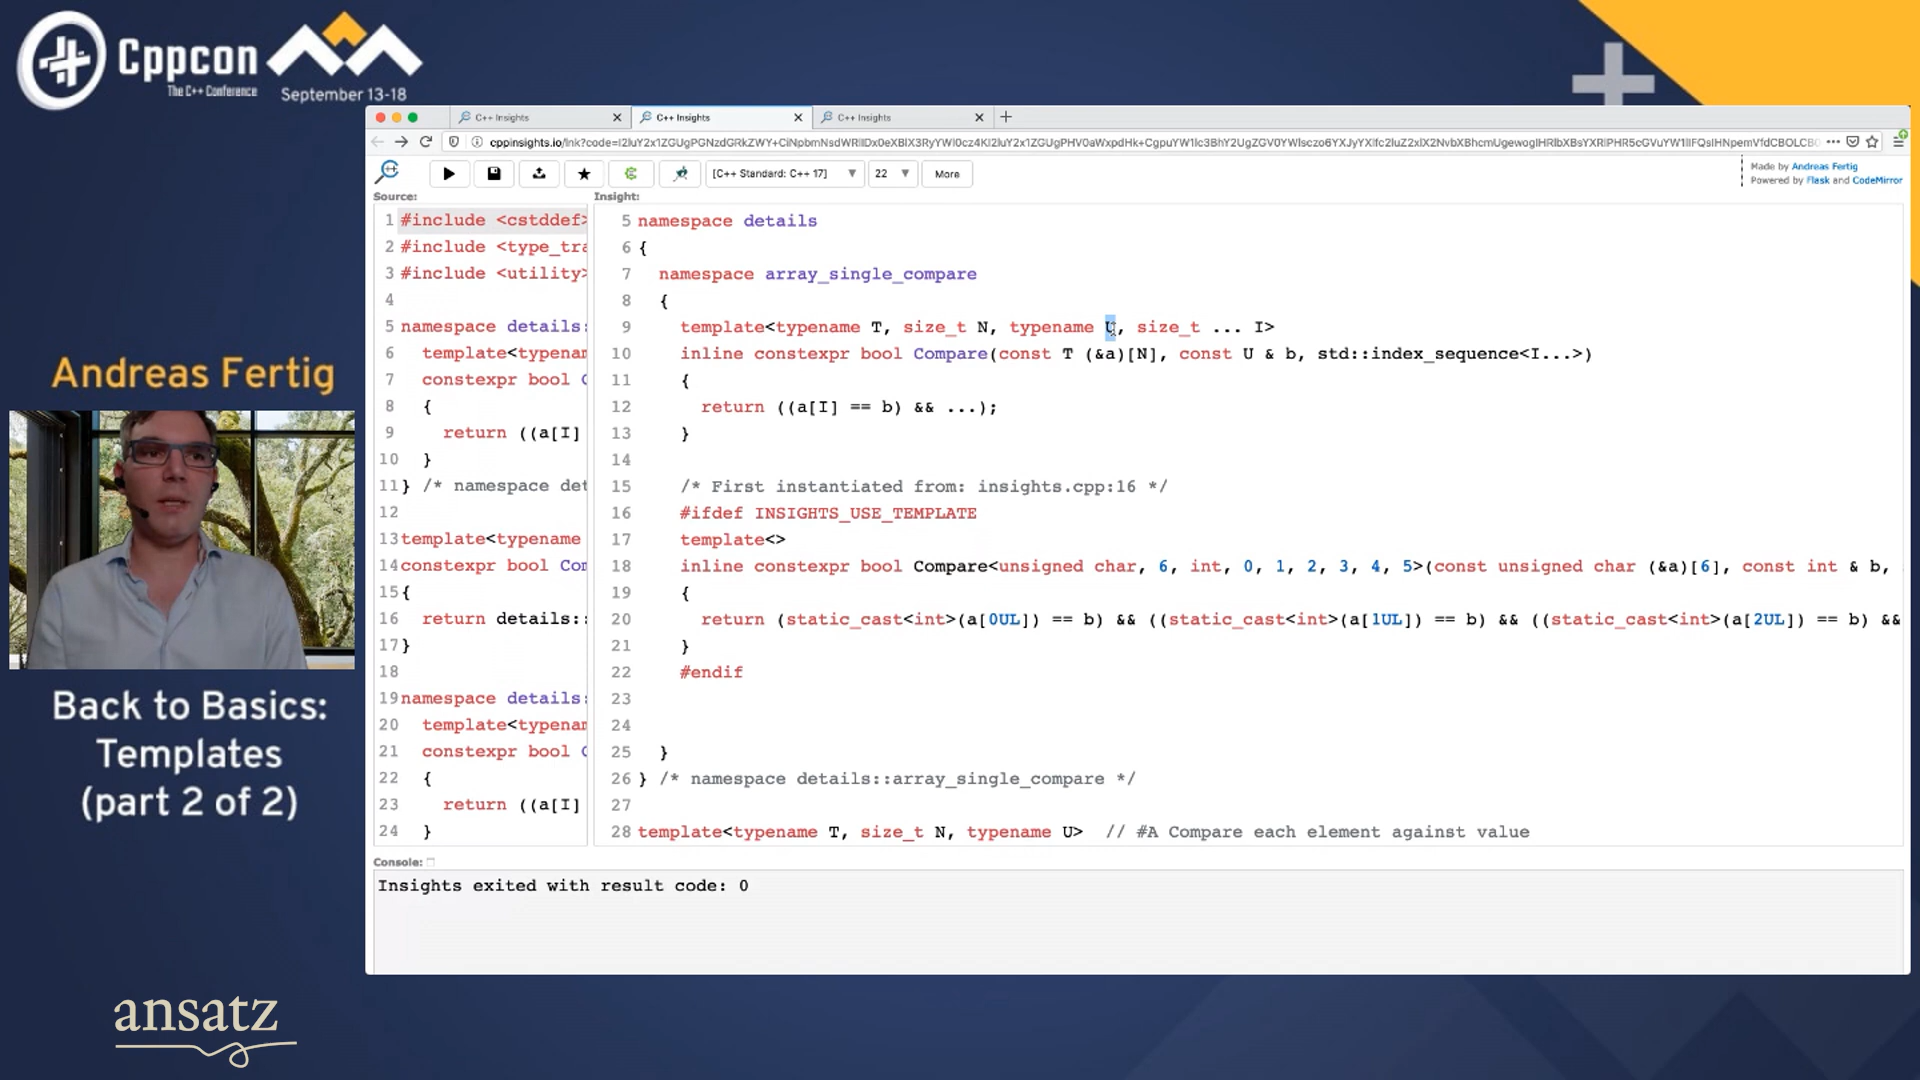 Cppcon
The C++ Conference
September 13-18
C++ Insights
C++ Insights
C++ Insights
[C++ Standard: C++ 17]
22
More
Made by Andreas Fertig
Powered by Flask and CodeMirror
Source:
1 #include <cstddef>
2 #include <type_tra
3 #include <utility>
4
5 namespace details:
6 template<typenam
7 constexpr bool C
8 {
9 return ((a[I]
10 }
11 } /* namespace det
12
13 template<typename
14 constexpr bool Com
15 {
16 return details::
17 }
18
19 namespace details:
20 template<typenam
21 constexpr bool C
22 {
23 return ((a[I]
24 }
Insight:
5 namespace details
6 {
7 namespace array_single_compare
8 {
9 template<typename T, size_t N, typename U, size_t ... I>
10 inline constexpr bool Compare(const T (&a)[N], const U & b, std::index_sequence<I...>)
11 {
12 return ((a[I] == b) && ...);
13 }
14
15 /* First instantiated from: insights.cpp:16 */
16 #ifdef INSIGHTS_USE_TEMPLATE
17 template<>
18 inline constexpr bool Compare<unsigned char, 6, int, 0, 1, 2, 3, 4, 5>(const unsigned char (&a)[6], const int & b,
19 {
20 return (static_cast<int>(a[0UL]) == b) && ((static_cast<int>(a[1UL]) == b) && ((static_cast<int>(a[2UL]) == b) &&
21 }
22 #endif
23
24
25 }
26 } /* namespace details::array_single_compare */
27
28 template<typename T, size_t N, typename U> // #A Compare each element against value
Console:
Insights exited with result code: 0
Andreas Fertig
Back to Basics:
Templates
(part 2 of 2)
ansatz